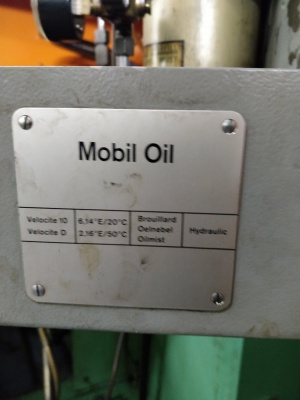 Mobil Oil
Velocite 10 6,14°E/20°C Brouillard
Velocite D 2,16°E/50°C Oelnebel Hydraulic
Oilmist